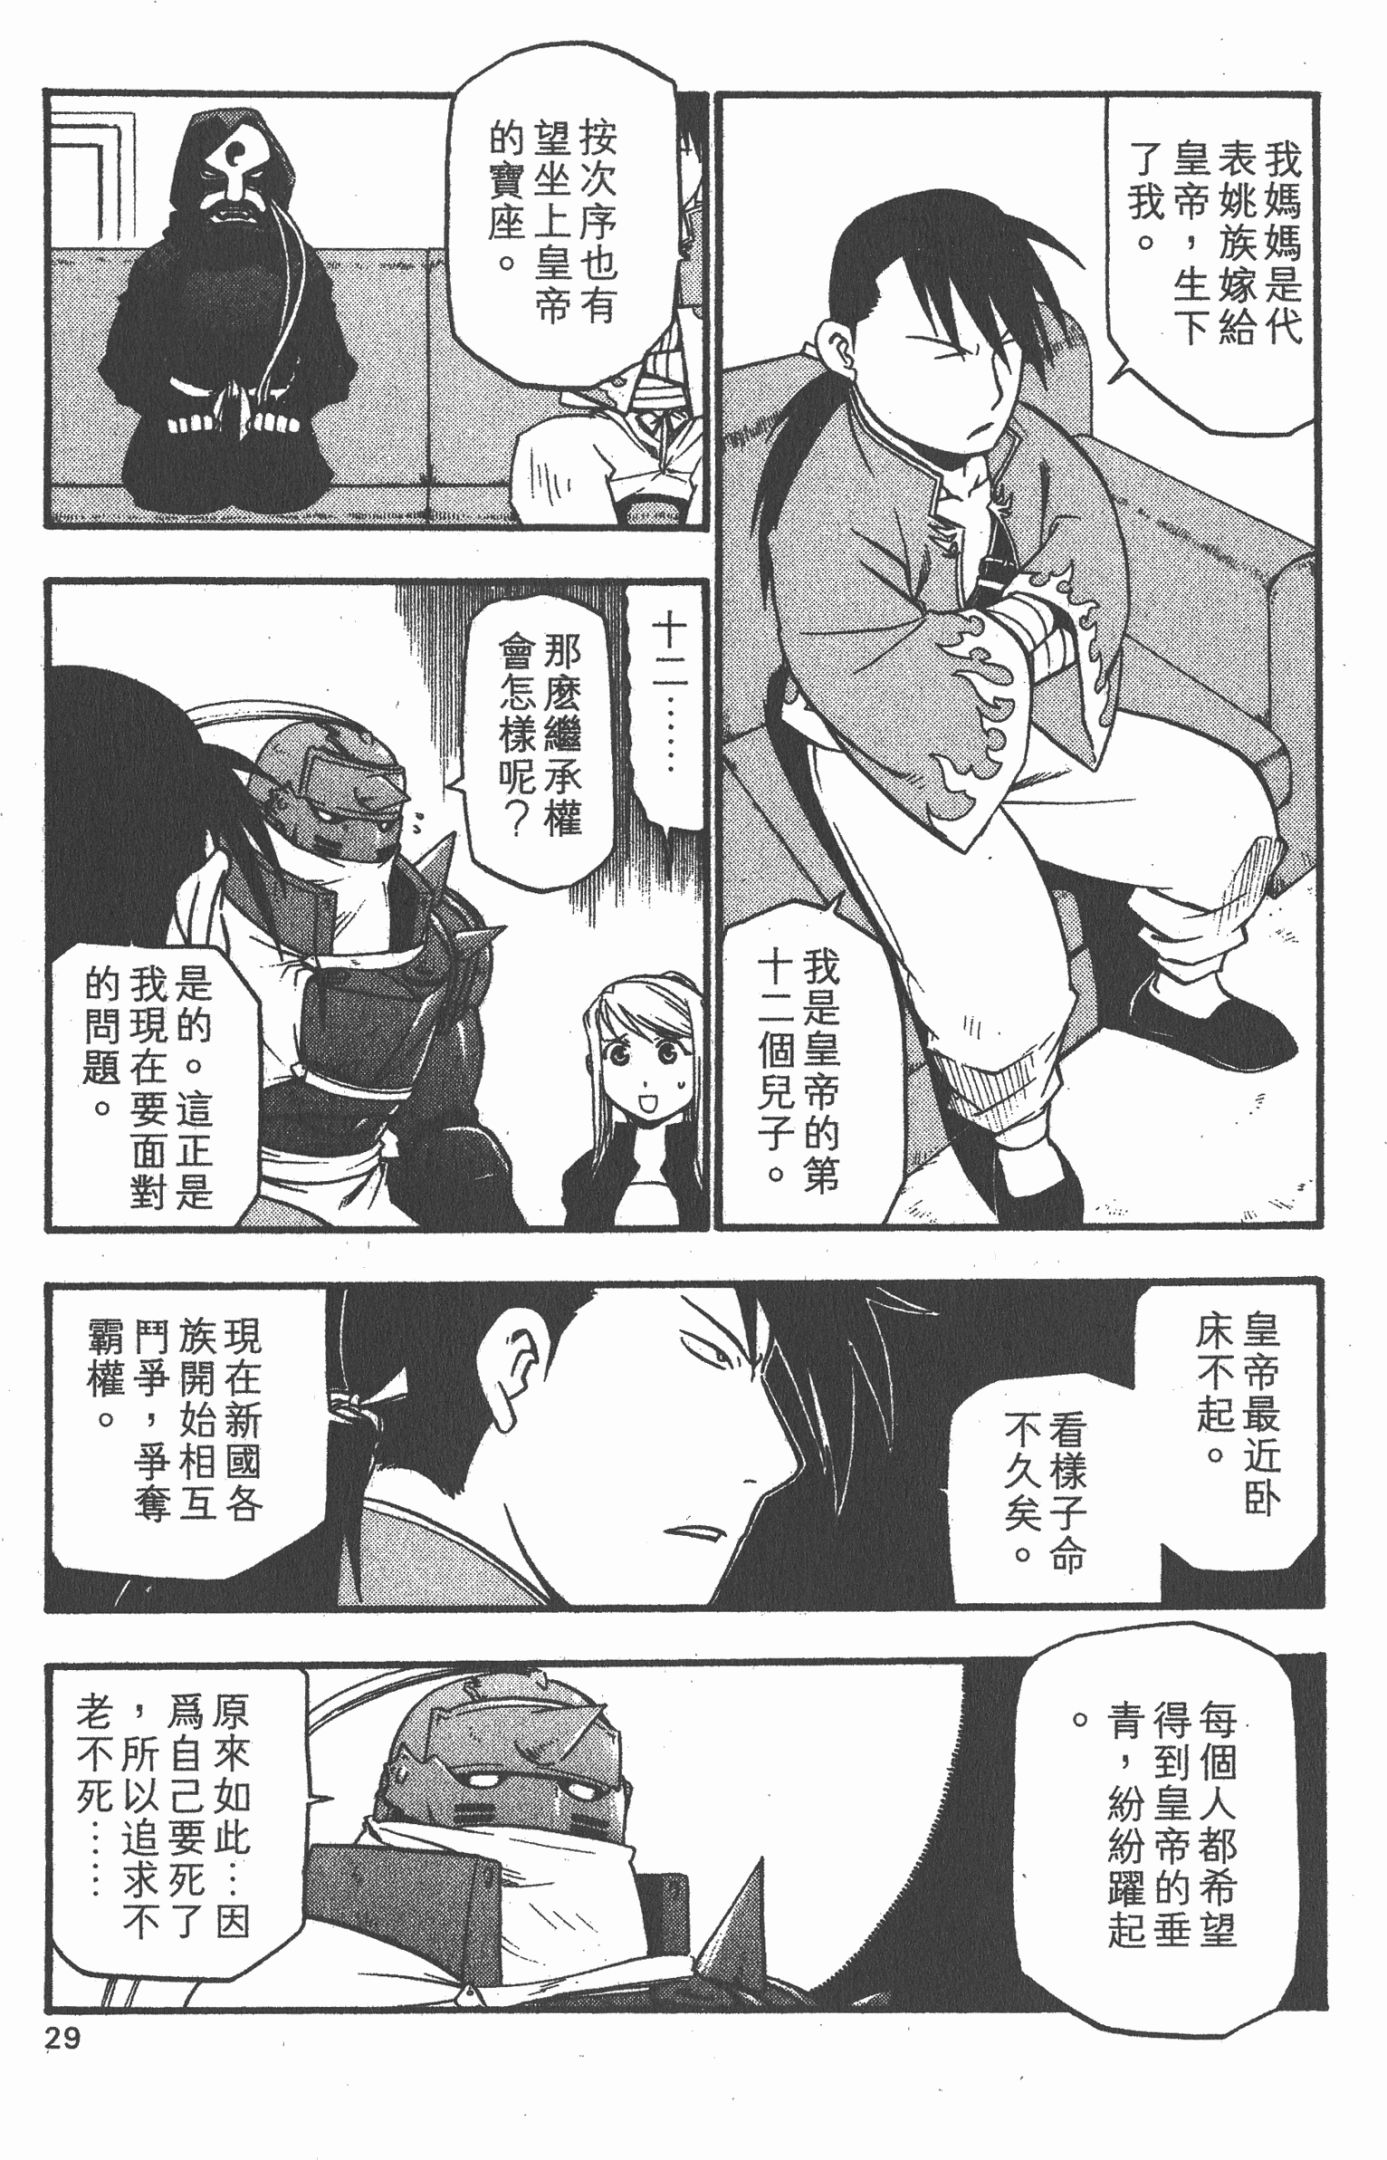 我媽媽是代
表姚族嫁給
皇帝，生下
了我。
我是皇帝的第
十二個兒子。
按次序也有
望坐上皇帝
的寶座。
十二……
那麽繼承權
會怎樣呢？
是的。這正是
我現在要面對
的問題。
皇帝最近卧
床不起。
看樣子命
不久矣。
現在新國各
族開始相互
鬥爭，爭奪
霸權。
每個人都希望
得到皇帝的垂
青，紛紛躍起
。
原來如此…因
爲自己要死了
，所以追求不
老不死……
29